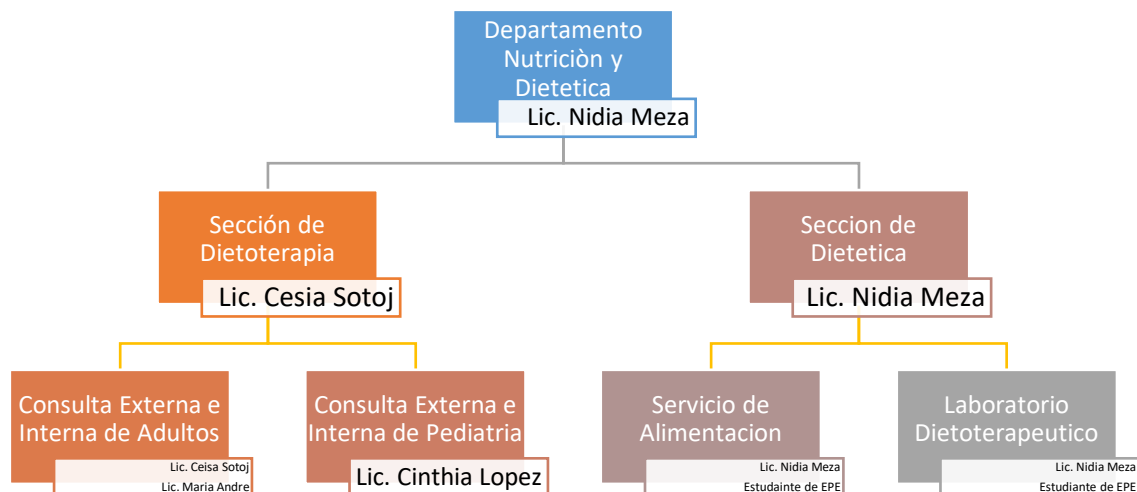 Departamento
Nutriciòn y
Dietetica
Lic. Nidia Meza
Sección de
Dietoterapia
Lic. Cesia Sotoj
Seccion de
Dietetica
Lic. Nidia Meza
Consulta Externa e
Interna de Adultos
Lic. Ceisa Sotoj
Lic. Maria Andre
Consulta Externa e
Interna de Pediatria
Lic. Cinthia Lopez
Servicio de
Alimentacion
Lic. Nidia Meza
Estudainte de EPE
Laboratorio
Dietoterapeutico
Lic. Nidia Meza
Estudiante de EPE